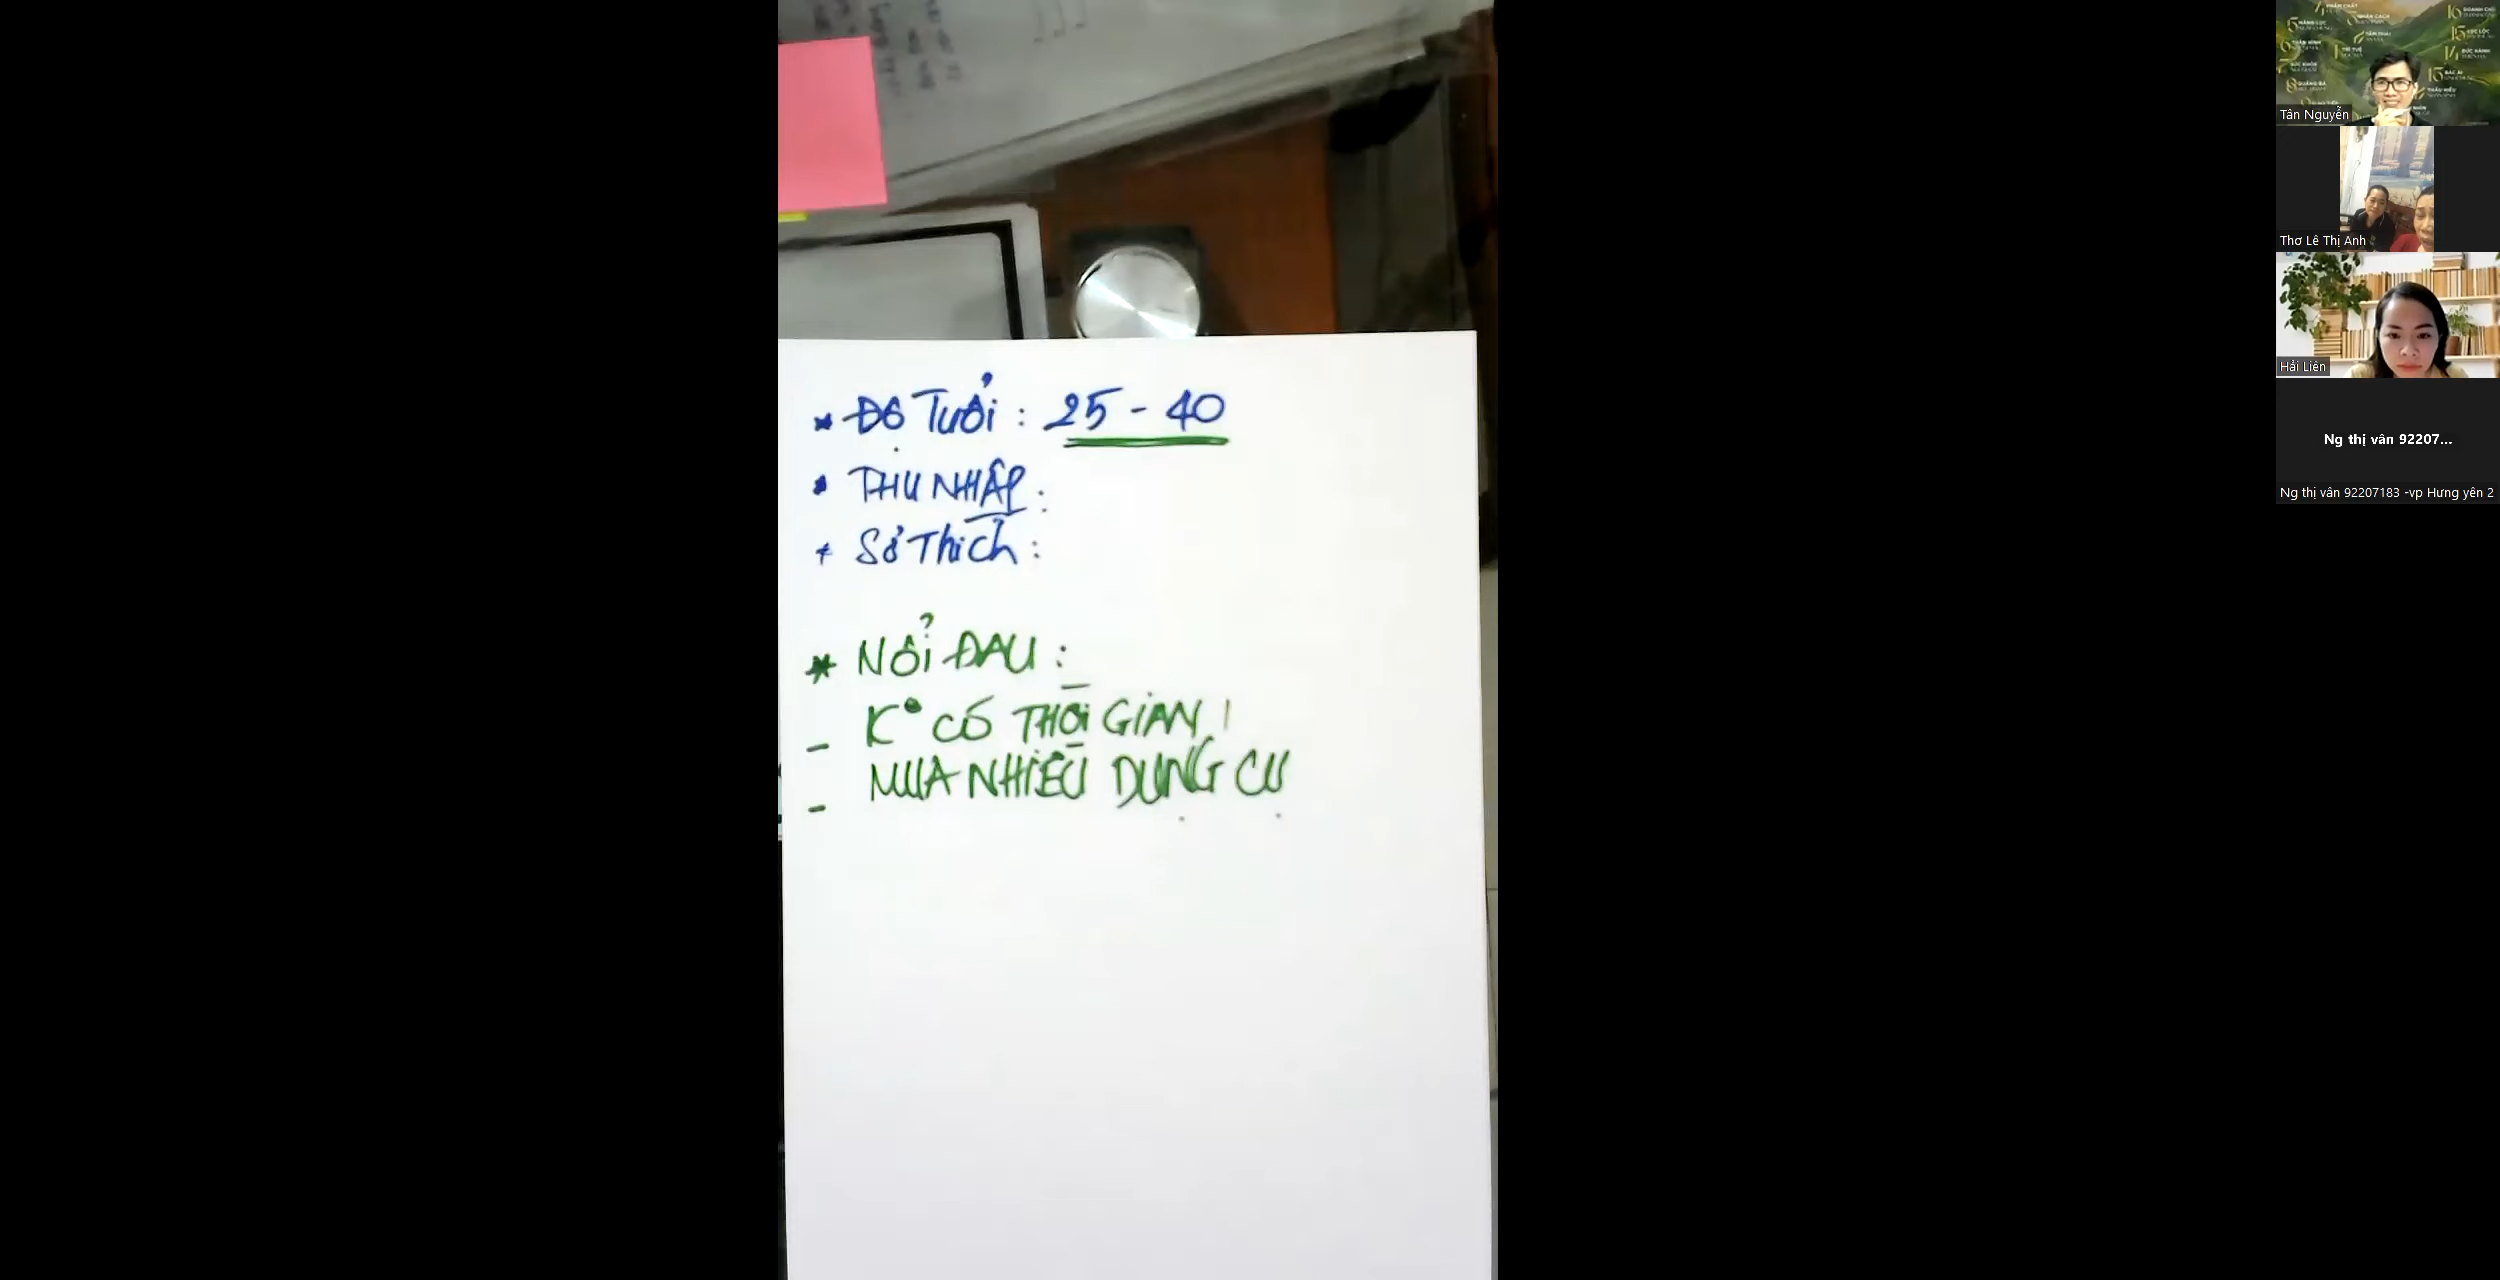 * ĐỘ TUỔI : 25 - 40
* THU NHẬP :
+ SỞ THÍCH :
* NỔI ĐAU :
- K° CÓ THỜI GIAN
- MUA NHIỀU DỤNG CỤ
Tân Nguyễn
Thơ Lê Thị Anh
Hải Liên
Ng thị vân 92207...
Ng thị vân 92207183 -vp Hưng yên 2